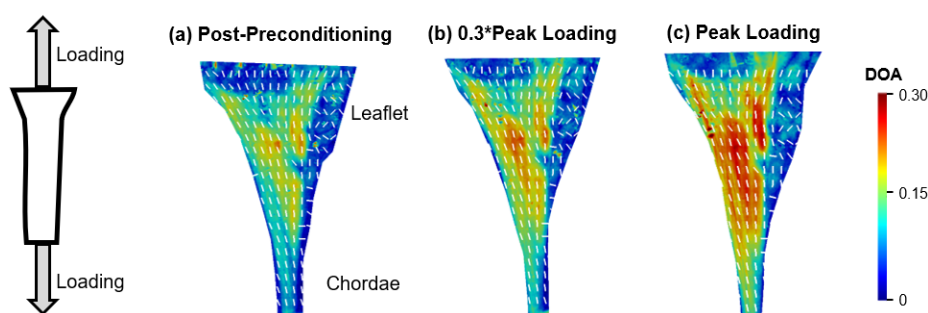 Loading
Loading
(a) Post-Preconditioning
(b) 0.3*Peak Loading
(c) Peak Loading
Leaflet
Chordae
DOA
0.30
0.15
0